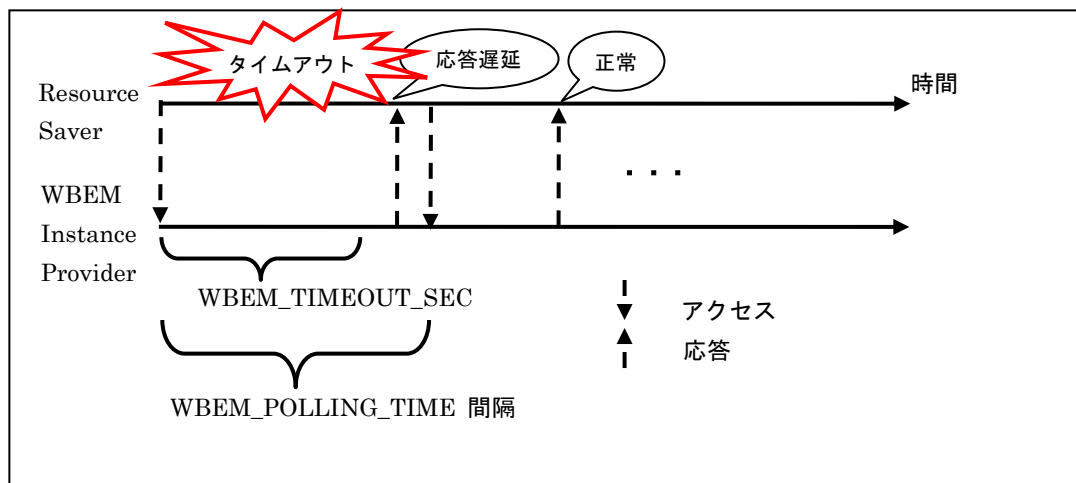 タイムアウト
応答遅延
正常
時間
Resource
Saver
・・・
WBEM
Instance
Provider
WBEM_TIMEOUT_SEC
アクセス
応答
WBEM_POLLING_TIME 間隔